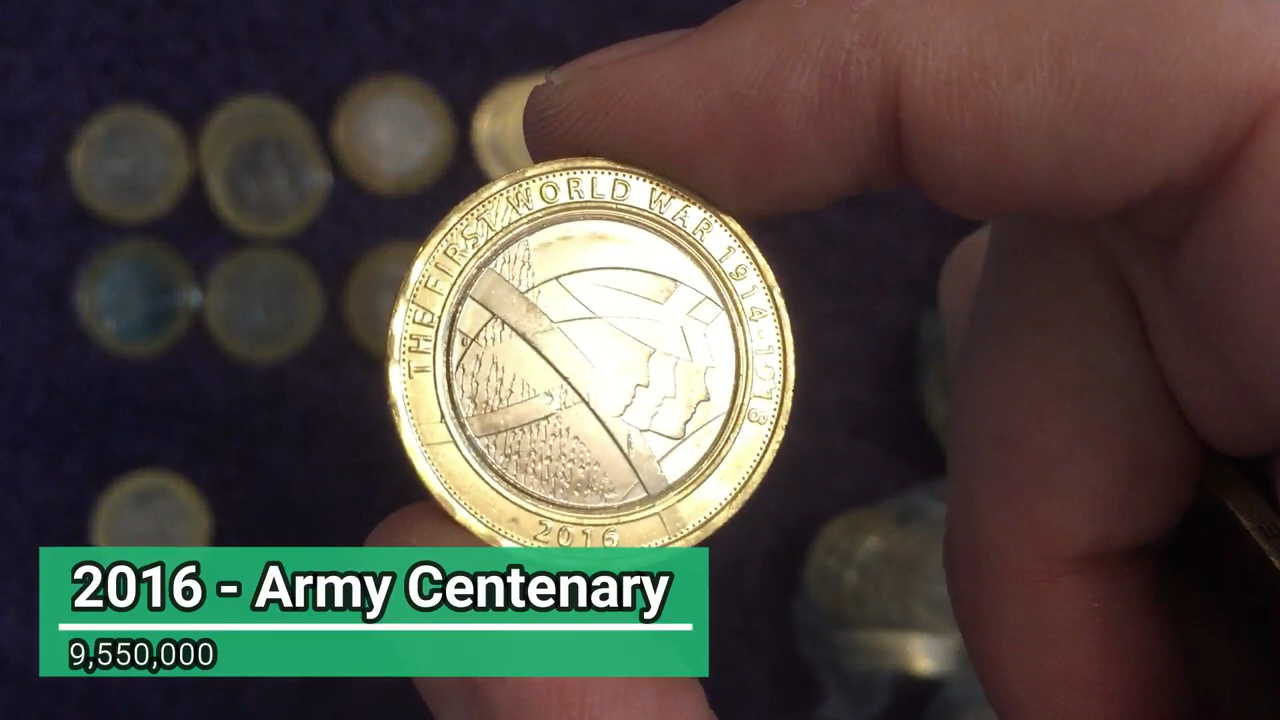 THE FIRST WORLD WAR 1914-1918
2016
2016 - Army Centenary
9,550,000